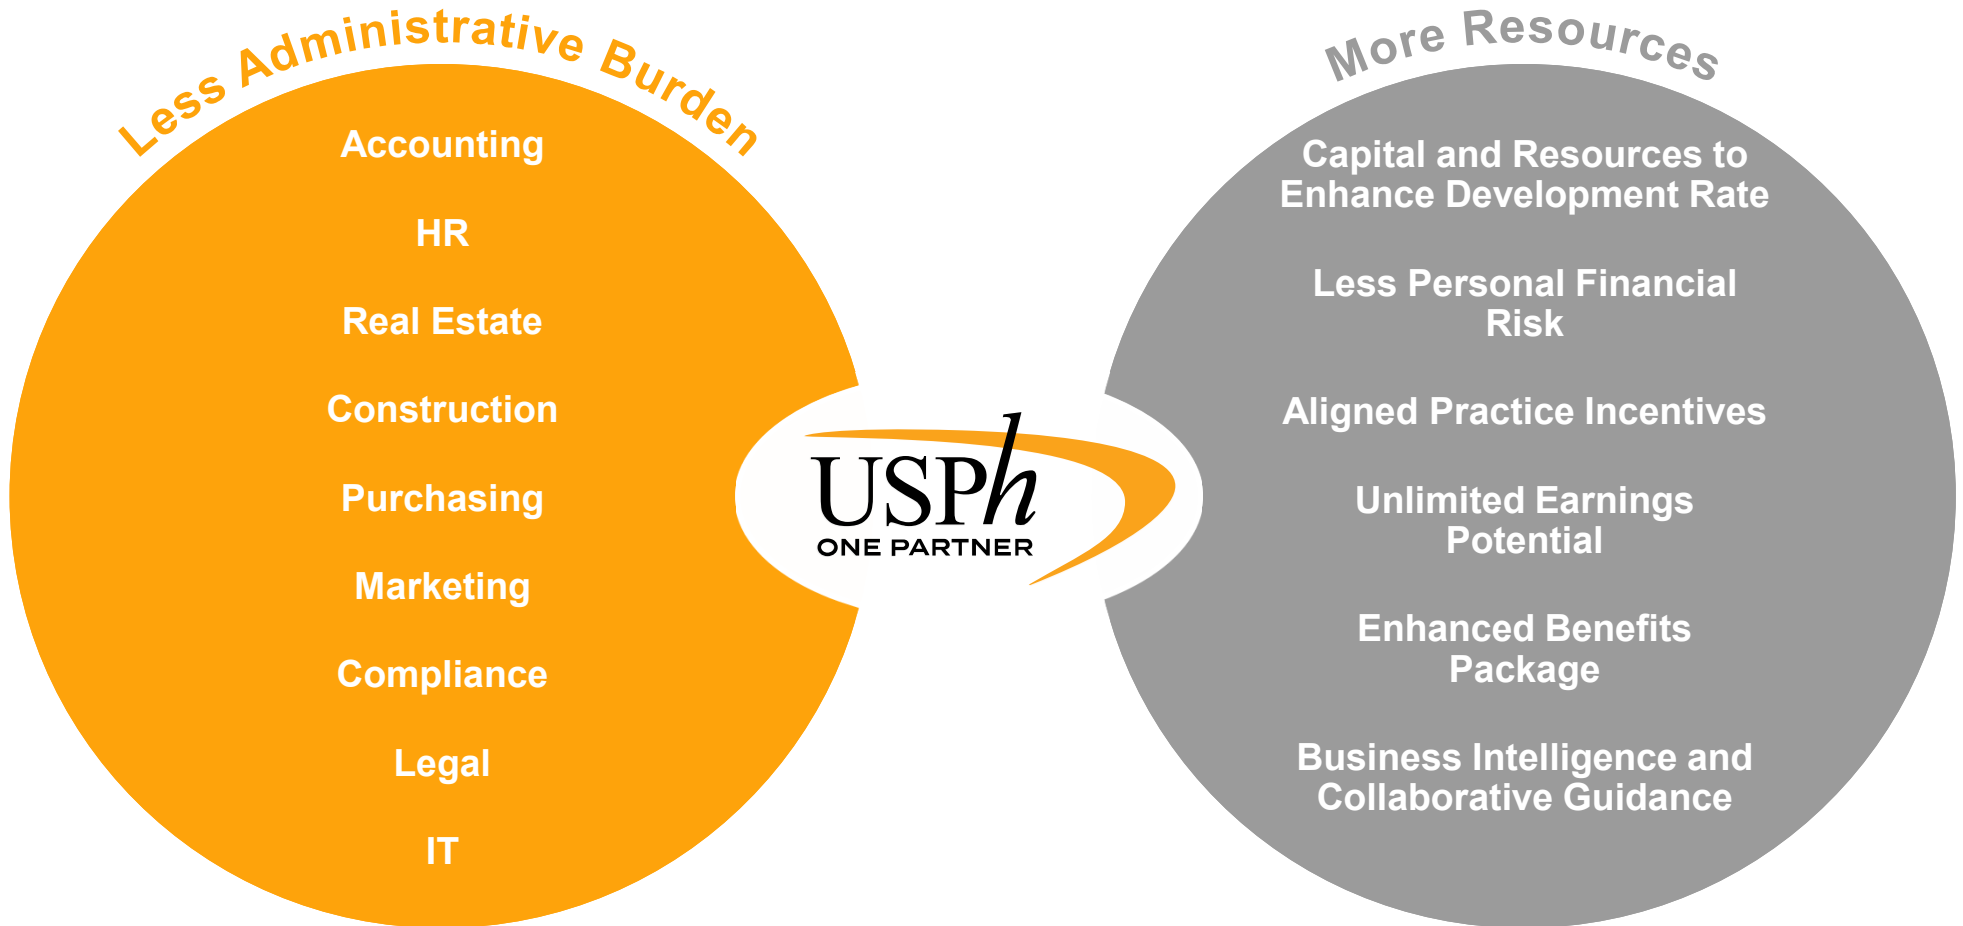 Less Administrative Burden
Accounting
HR
Real Estate
Construction
Purchasing
Marketing
Compliance
Legal
IT
USPh
ONE PARTNER
More Resources
Capital and Resources to
Enhance Development Rate
Less Personal Financial
Risk
Aligned Practice Incentives
Unlimited Earnings
Potential
Enhanced Benefits
Package
Business Intelligence and
Collaborative Guidance